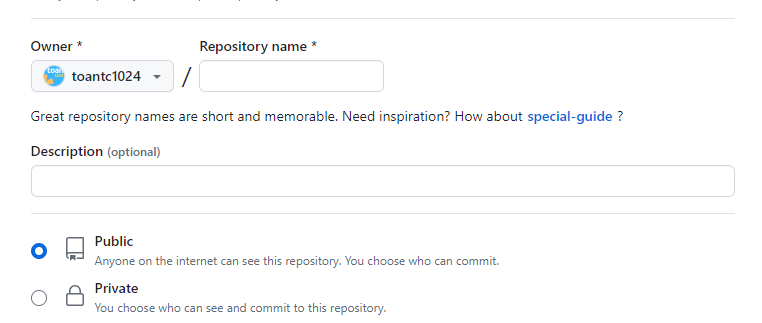 Owner *
Repository name *
toantc1024
/
Great repository names are short and memorable. Need inspiration? How about special-guide ?
Description (optional)
Public
Anyone on the internet can see this repository. You choose who can commit.
Private
You choose who can see and commit to this repository.